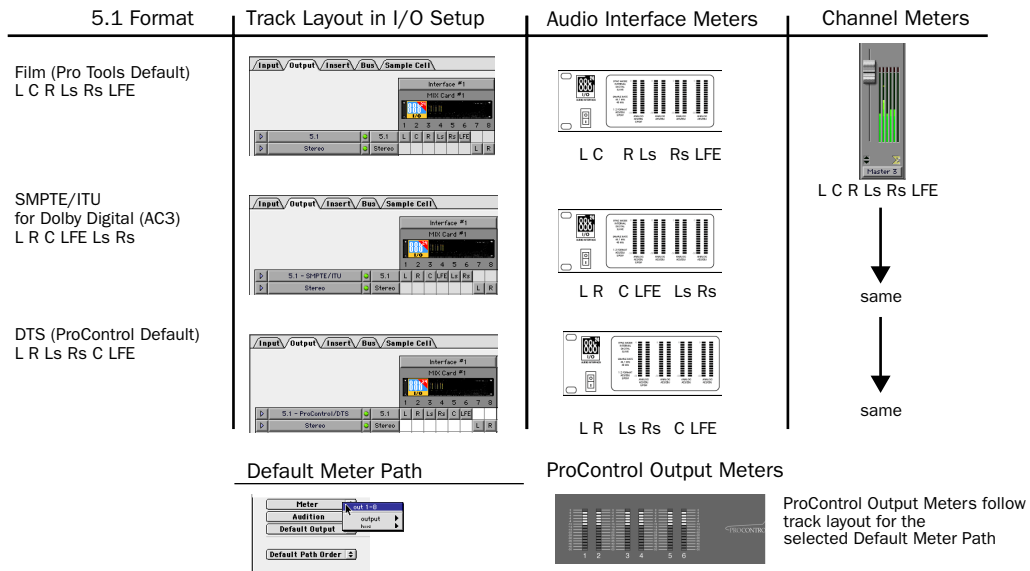 5.1 Format
Track Layout in I/O Setup
Audio Interface Meters
Channel Meters
Film (Pro Tools Default)
L C R Ls Rs LFE
Input Output Insert Bus Sample Cell
Interface #1
MIX Card #1
888
I/O
1 2 3 4 5 6 7 8
5.1 5.1 L C R Ls Rs LFE
Stereo Stereo L R
888
I/O
L C R Ls Rs LFE
Master 3
L C R Ls Rs LFE
SMPTE/ITU
for Dolby Digital (AC3)
L R C LFE Ls Rs
Input Output Insert Bus Sample Cell
Interface #1
MIX Card #1
888
I/O
1 2 3 4 5 6 7 8
5.1 - SMPTE/ITU 5.1 L R C LFE Ls Rs
Stereo Stereo L R
888
I/O
L R C LFE Ls Rs
same
DTS (ProControl Default)
L R Ls Rs C LFE
Input Output Insert Bus Sample Cell
Interface #1
MIX Card #1
888
I/O
1 2 3 4 5 6 7 8
5.1 - ProControl/DTS 5.1 L R Ls Rs C LFE
Stereo Stereo L R
888
I/O
L R Ls Rs C LFE
same
Default Meter Path
Meter
out 1-8
Audition
output
Default Output
Default Path Order
ProControl Output Meters
1 2 3 4 5 6
ProControl Output Meters follow
track layout for the
selected Default Meter Path